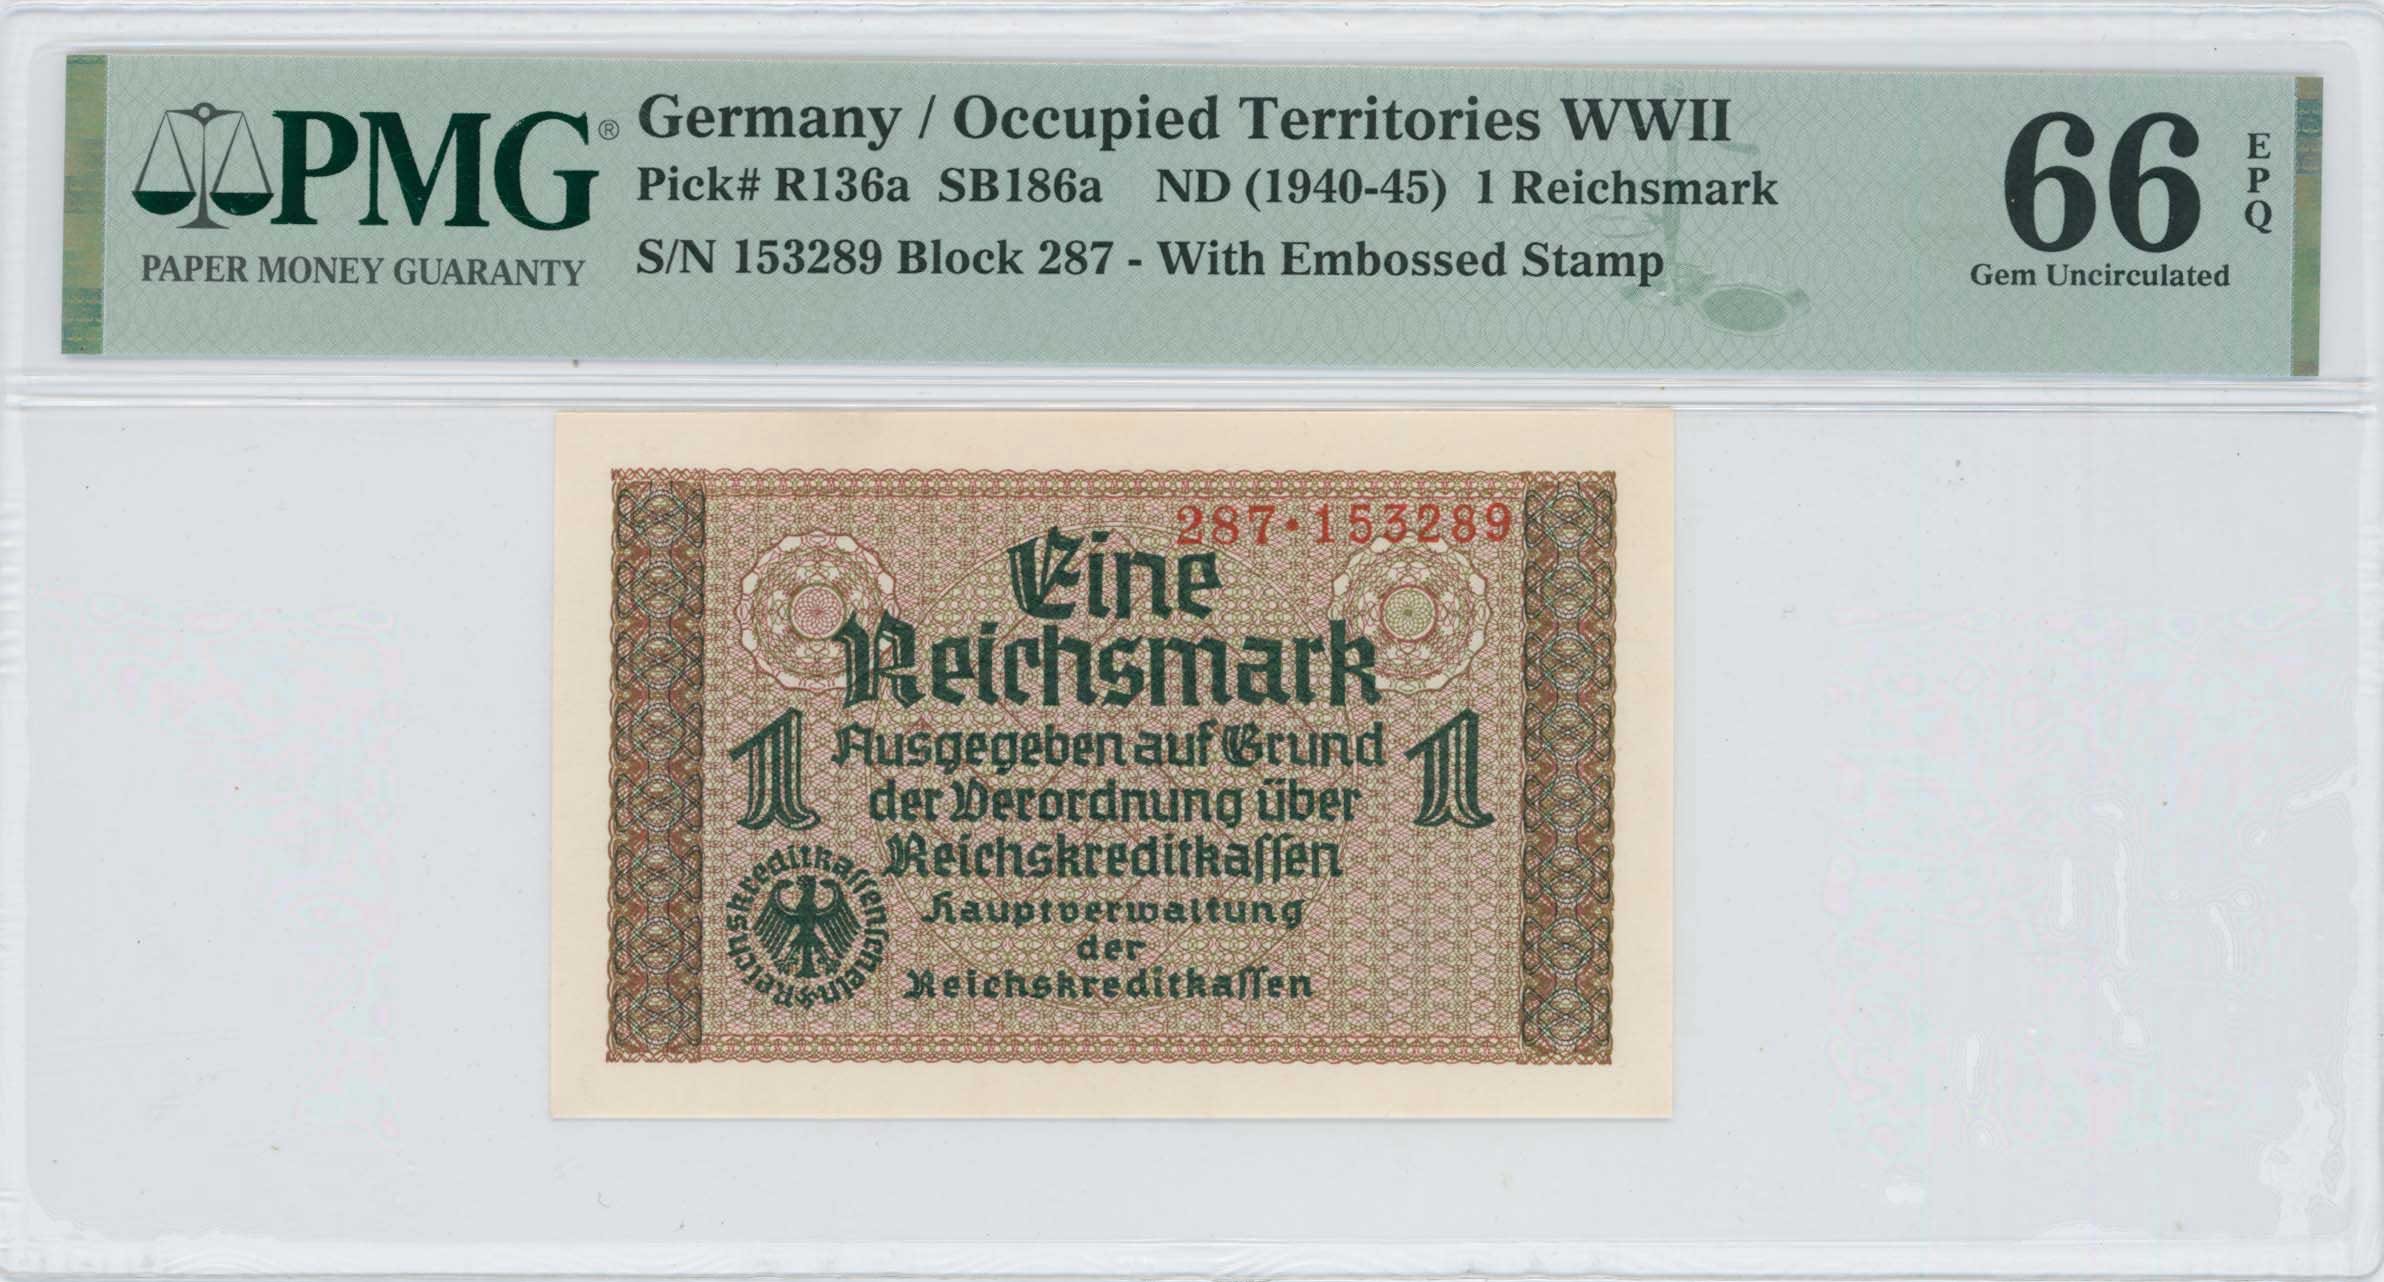 PMG®
PAPER MONEY GUARANTY
Germany / Occupied Territories WWII
Pick# R136a SB186a ND (1940-45) 1 Reichsmark
S/N 153289 Block 287 - With Embossed Stamp
66
EPQ
Gem Uncirculated
287•153289
Eine
Reichsmark
1 1
Ausgegeben auf Grund
der Verordnung über
Reichskreditkaſſen
Hauptverwaltung
der
Reichskreditkaſſen
Reichskreditkaſſenſchein